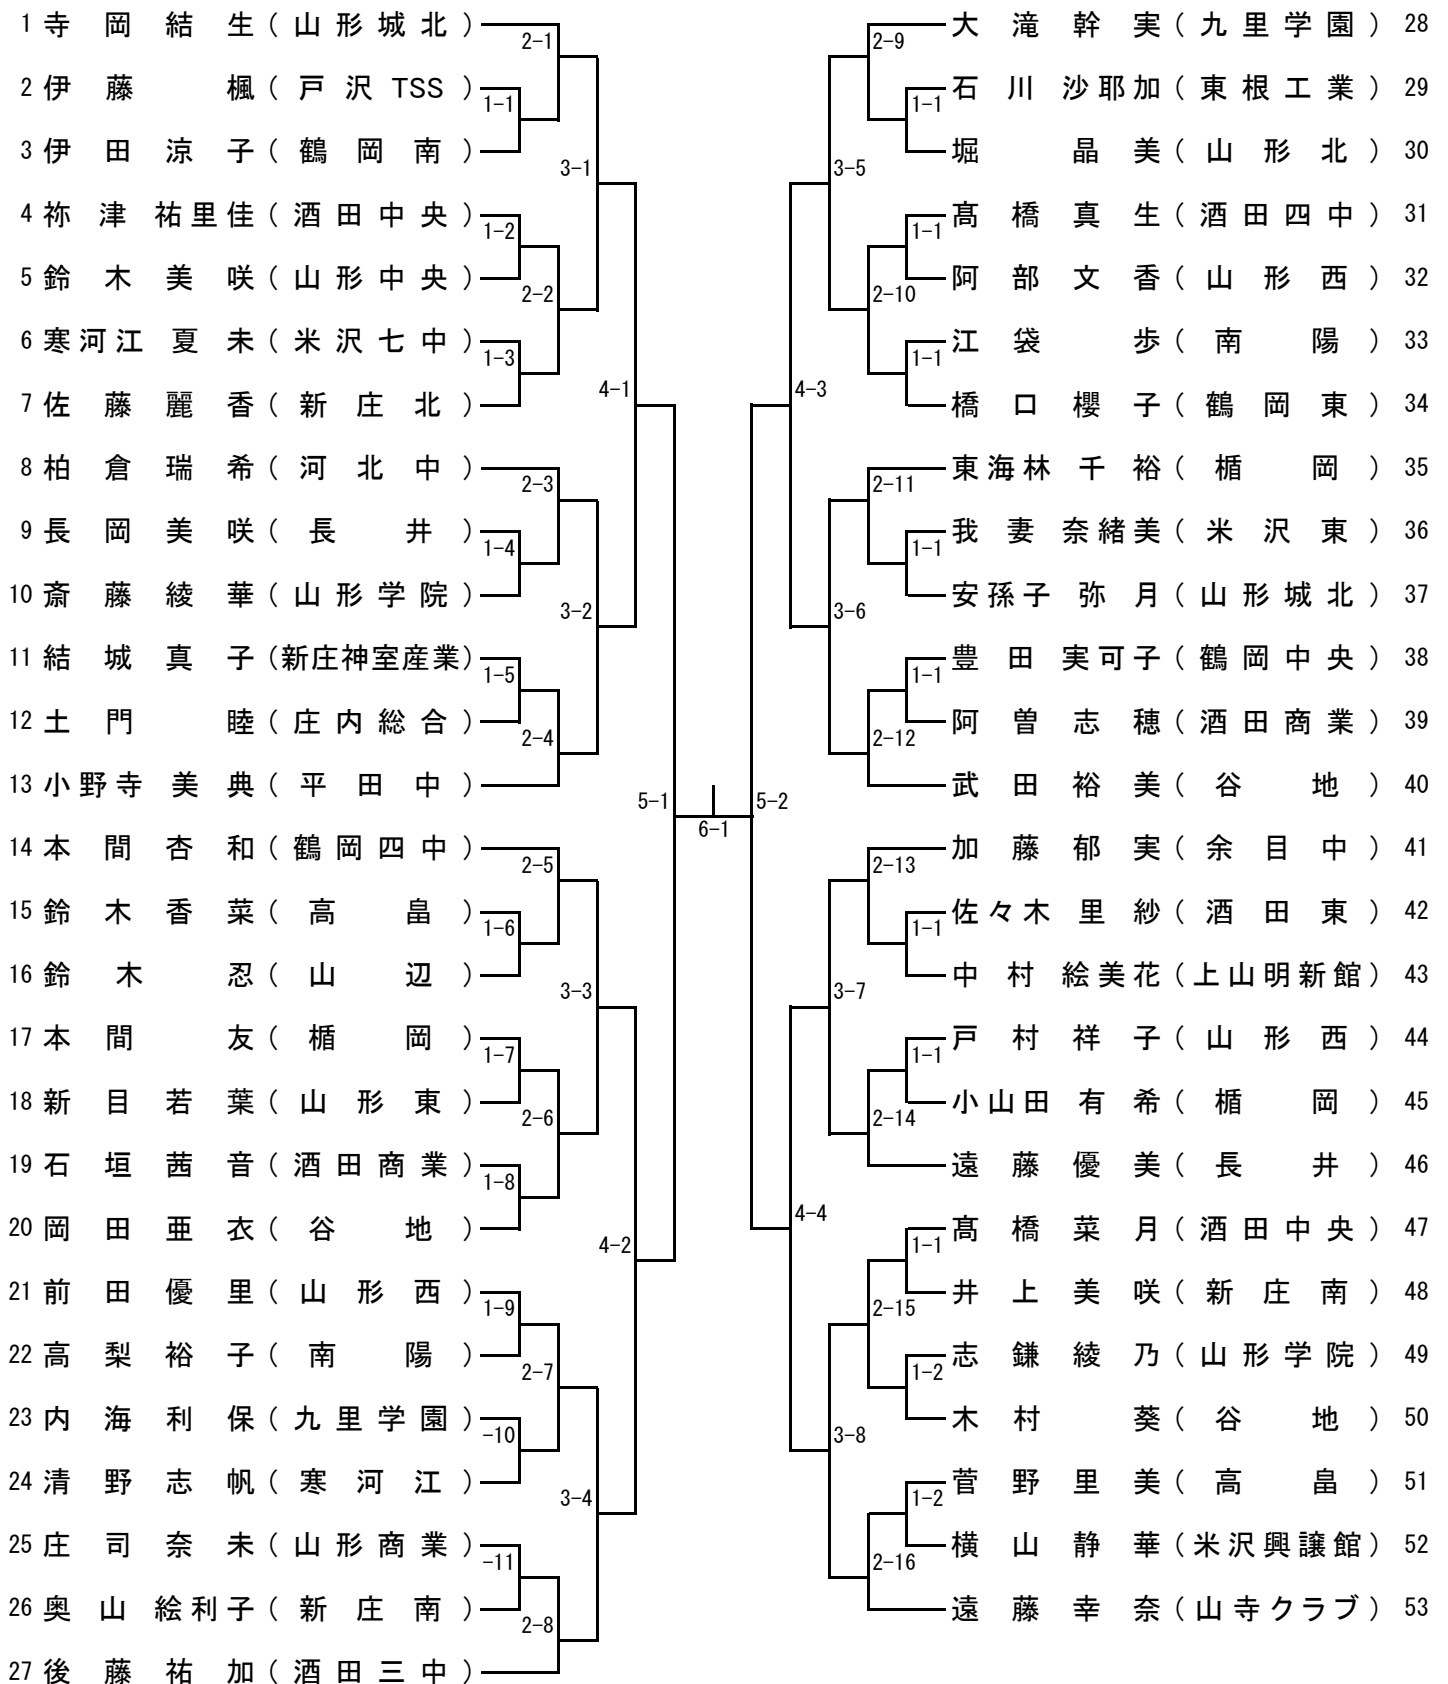 1 寺岡結生（山形城北）
2-1
2 伊藤楓（戸沢TSS）
1-1
3 伊田涼子（鶴岡南）
3-1
4 祢津祐里佳（酒田中央）
1-2
5 鈴木美咲（山形中央）
2-2
6 寒河江夏未（米沢七中）
1-3
7 佐藤麗香（新庄北）
4-1
8 柏倉瑞希（河北中）
2-3
9 長岡美咲（長井）
1-4
10 斎藤綾華（山形学院）
3-2
11 結城真子（新庄神室産業）
1-5
12 土門睦（庄内総合）
2-4
13 小野寺美典（平田中）
5-1
14 本間杏和（鶴岡四中）
2-5
15 鈴木香菜（高畠）
1-6
16 鈴木忍（山辺）
3-3
17 本間友（楯岡）
1-7
18 新目若葉（山形東）
2-6
19 石垣茜音（酒田商業）
1-8
20 岡田亜衣（谷地）
4-2
21 前田優里（山形西）
1-9
22 高梨裕子（南陽）
2-7
23 内海利保（九里学園）
-10
24 清野志帆（寒河江）
3-4
25 庄司奈未（山形商業）
-11
26 奥山絵利子（新庄南）
2-8
27 後藤祐加（酒田三中）
6-1
大滝幹実（九里学園）28
2-9
石川沙耶加（東根工業）29
1-1
堀晶美（山形北）30
3-5
髙橋真生（酒田四中）31
1-1
阿部文香（山形西）32
2-10
江袋歩（南陽）33
1-1
橋口櫻子（鶴岡東）34
4-3
東海林千裕（楯岡）35
2-11
我妻奈緒美（米沢東）36
1-1
安孫子弥月（山形城北）37
3-6
豊田実可子（鶴岡中央）38
1-1
阿曽志穂（酒田商業）39
2-12
武田裕美（谷地）40
5-2
加藤郁実（余目中）41
2-13
佐々木里紗（酒田東）42
1-1
中村絵美花（上山明新館）43
3-7
戸村祥子（山形西）44
1-1
小山田有希（楯岡）45
2-14
遠藤優美（長井）46
4-4
髙橋菜月（酒田中央）47
1-1
井上美咲（新庄南）48
2-15
志鎌綾乃（山形学院）49
1-2
木村葵（谷地）50
3-8
菅野里美（高畠）51
1-2
横山静華（米沢興譲館）52
2-16
遠藤幸奈（山寺クラブ）53